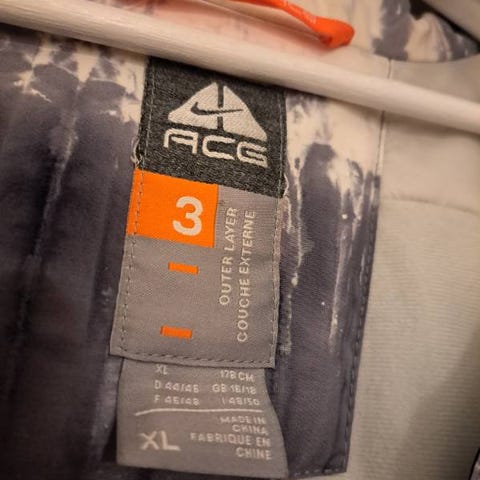 ACG
3
OUTER LAYER
COUCHE EXTERNE
XL 178 CM
D 44/46 GB 16/18
F 46/48 I 48/50
MADE IN
CHINA
XL
FABRIQUE EN
CHINE